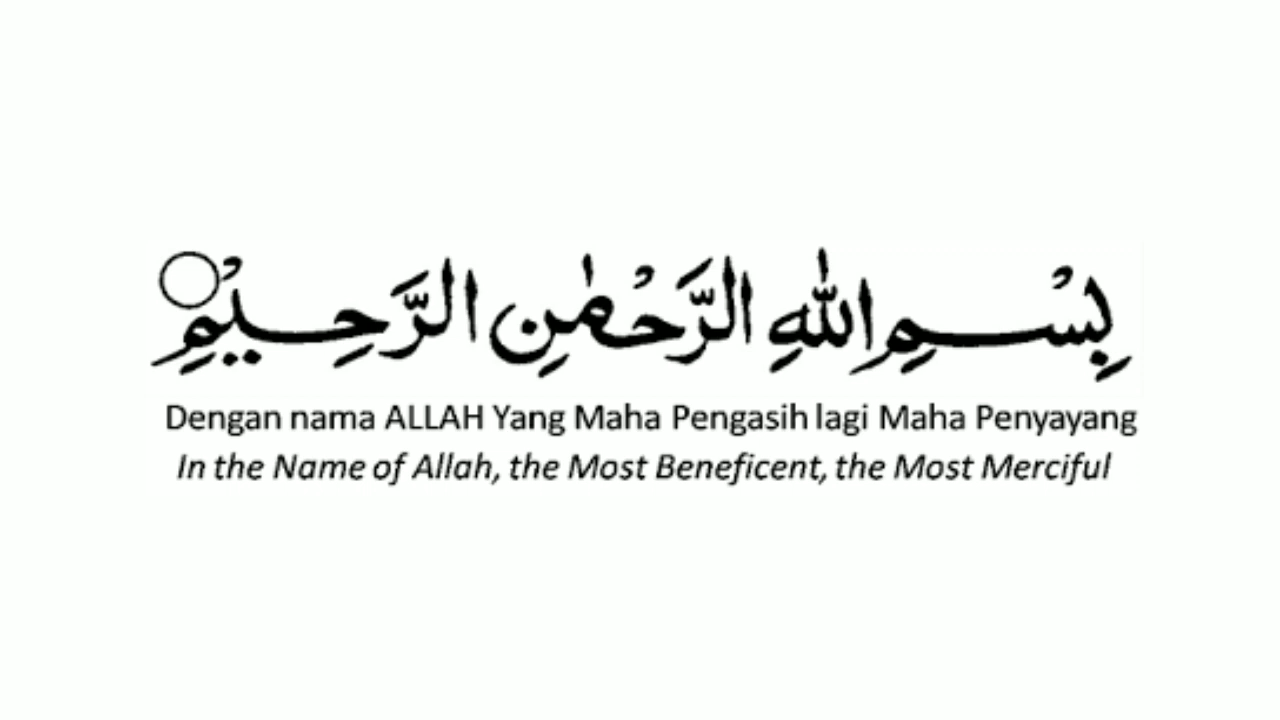 بِسْمِ اللهِ الرَّحْمٰنِ الرَّحِيْمِ
Dengan nama ALLAH Yang Maha Pengasih lagi Maha Penyayang
In the Name of Allah, the Most Beneficent, the Most Merciful